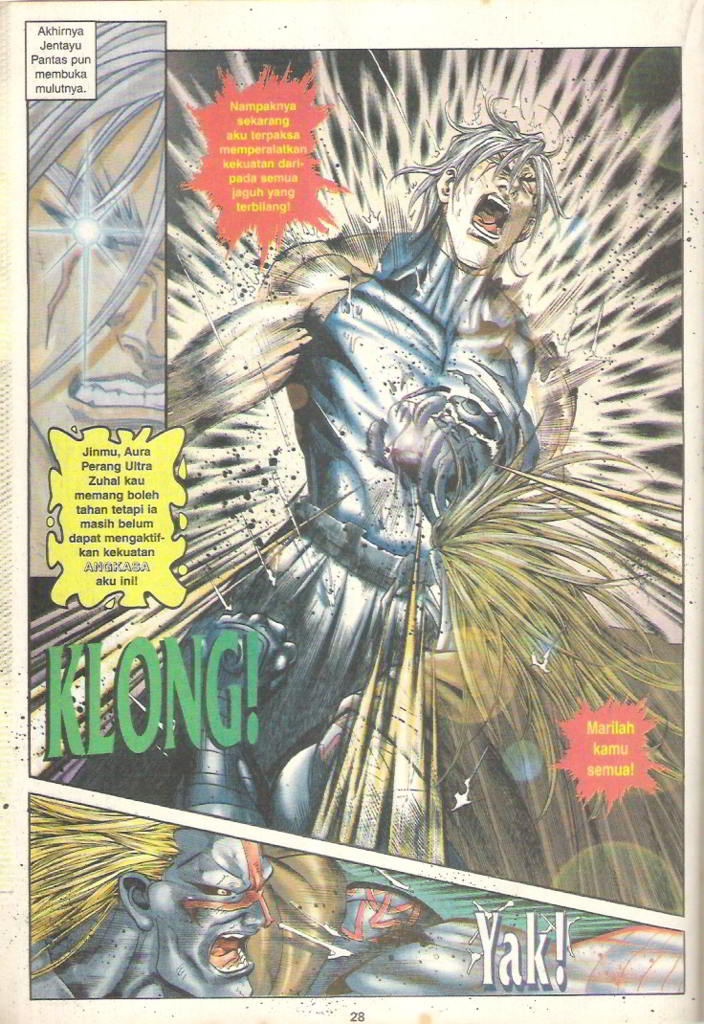 Akhirnya
Jentayu
Pantas pun
membuka
mulutnya.
Nampaknya
sekarang
aku terpaksa
memperalatkan
kekuatan dari-
pada semua
jaguh yang
terbilang!
Jinmu, Aura
Perang Ultra
Zuhal kau
memang boleh
tahan tetapi ia
masih belum
dapat mengaktif-
kan kekuatan
ANGKASA
aku ini!
KLONG!
Marilah
kamu
semua!
Yak!
28